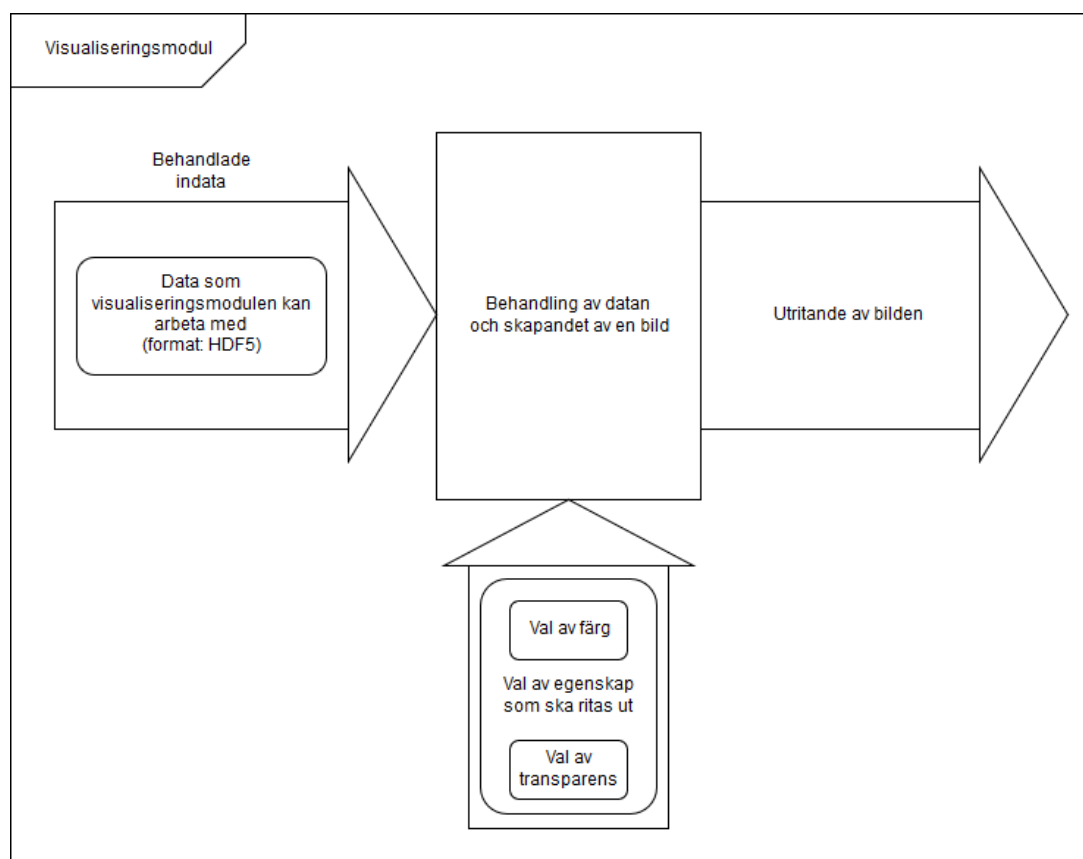 Visualiseringsmodul
Behandlade
indata
Data som
visualiseringsmodulen kan
arbeta med
(format: HDF5)
Behandling av datan
och skapandet av en bild
Utritande av bilden
Val av färg
Val av egenskap
som ska ritas ut
Val av
transparens